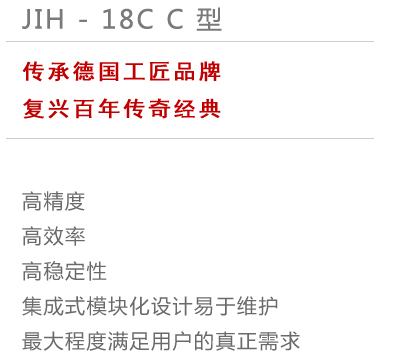 JIH - 18C C 型
传承德国工匠品牌
复兴百年传奇经典
高精度
高效率
高稳定性
集成式模块化设计易于维护
最大程度满足用户的真正需求